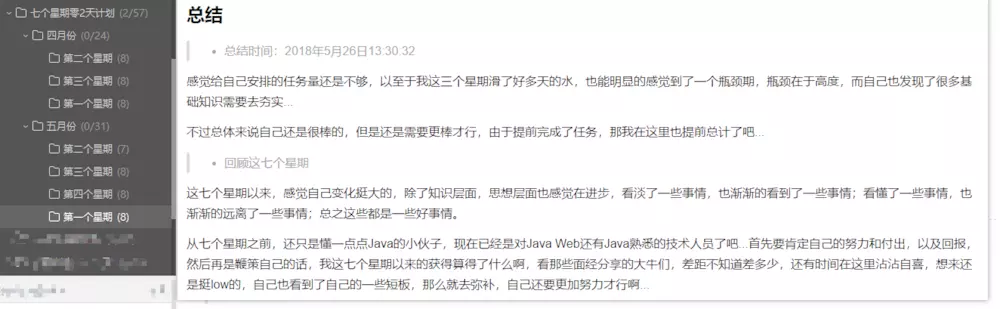 七个星期零2天计划 (2/57)
四月份 (0/24)
第二个星期 (8)
第三个星期 (8)
第一个星期 (8)
五月份 (0/31)
第二个星期 (7)
第三个星期 (8)
第四个星期 (8)
第一个星期 (8)
总结
• 总结时间：2018年5月26日13:30:32
感觉给自己安排的任务量还是不够，以至于我这三个星期滑了好多天的水，也能明显的感觉到了一个瓶颈期，瓶颈在于高度，而自己也发现了很多基
础知识需要去夯实...
不过总体来说自己还是很棒的，但是还是需要更棒才行，由于提前完成了任务，那我在这里也提前总计了吧...
• 回顾这七个星期
这七个星期以来，感觉自己变化挺大的，除了知识层面，思想层面也感觉在进步，看淡了一些事情，也渐渐的看到了一些事情；看懂了一些事情，也
渐渐的远离了一些事情；总之这些都是一些好事情。
从七个星期之前，还只是懂一点点Java的小伙子，现在已经是对Java Web还有Java熟悉的技术人员了吧...首先要肯定自己的努力和付出，以及回报，
然后再是鞭策自己的话，我这七个星期以来的获得算得了什么啊，看那些面经分享的大牛们，差距不知道差多少，还有时间在这里沾沾自喜，想来还
是挺low的，自己也看到了自己的一些短板，那么就去弥补，自己还要更加努力才行啊...